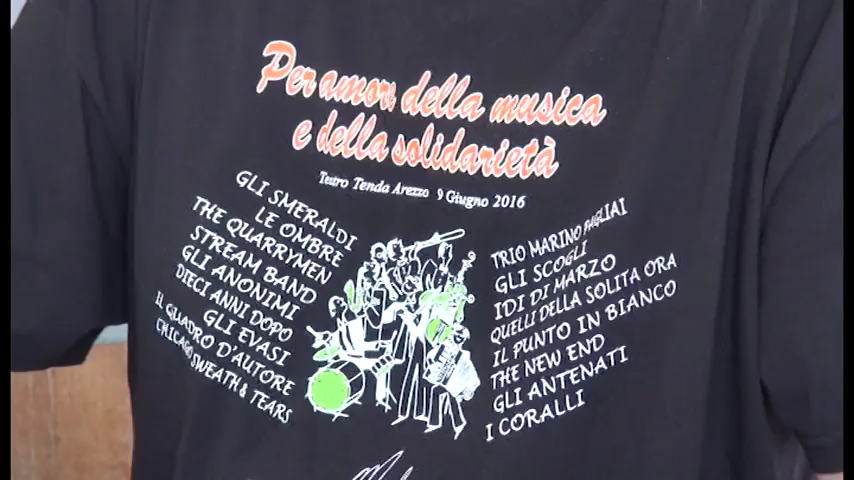 Per amore della musica
e della solidarietà
Teatro Tenda Arezzo 9 Giugno 2016
GLI SMERALDI
LE OMBRE
THE QUARRYMEN
STREAM BAND
GLI ANONIMI
DIECI ANNI DOPO
GLI EVASI
IL QUADRO D'AUTORE
CHICAGO SWEATH & TEARS
TRIO MARINO PAGLIAI
GLI SCOGLI
IDI DI MARZO
QUELLI DELLA SOLITA ORA
IL PUNTO IN BIANCO
THE NEW END
GLI ANTENATI
I CORALLI